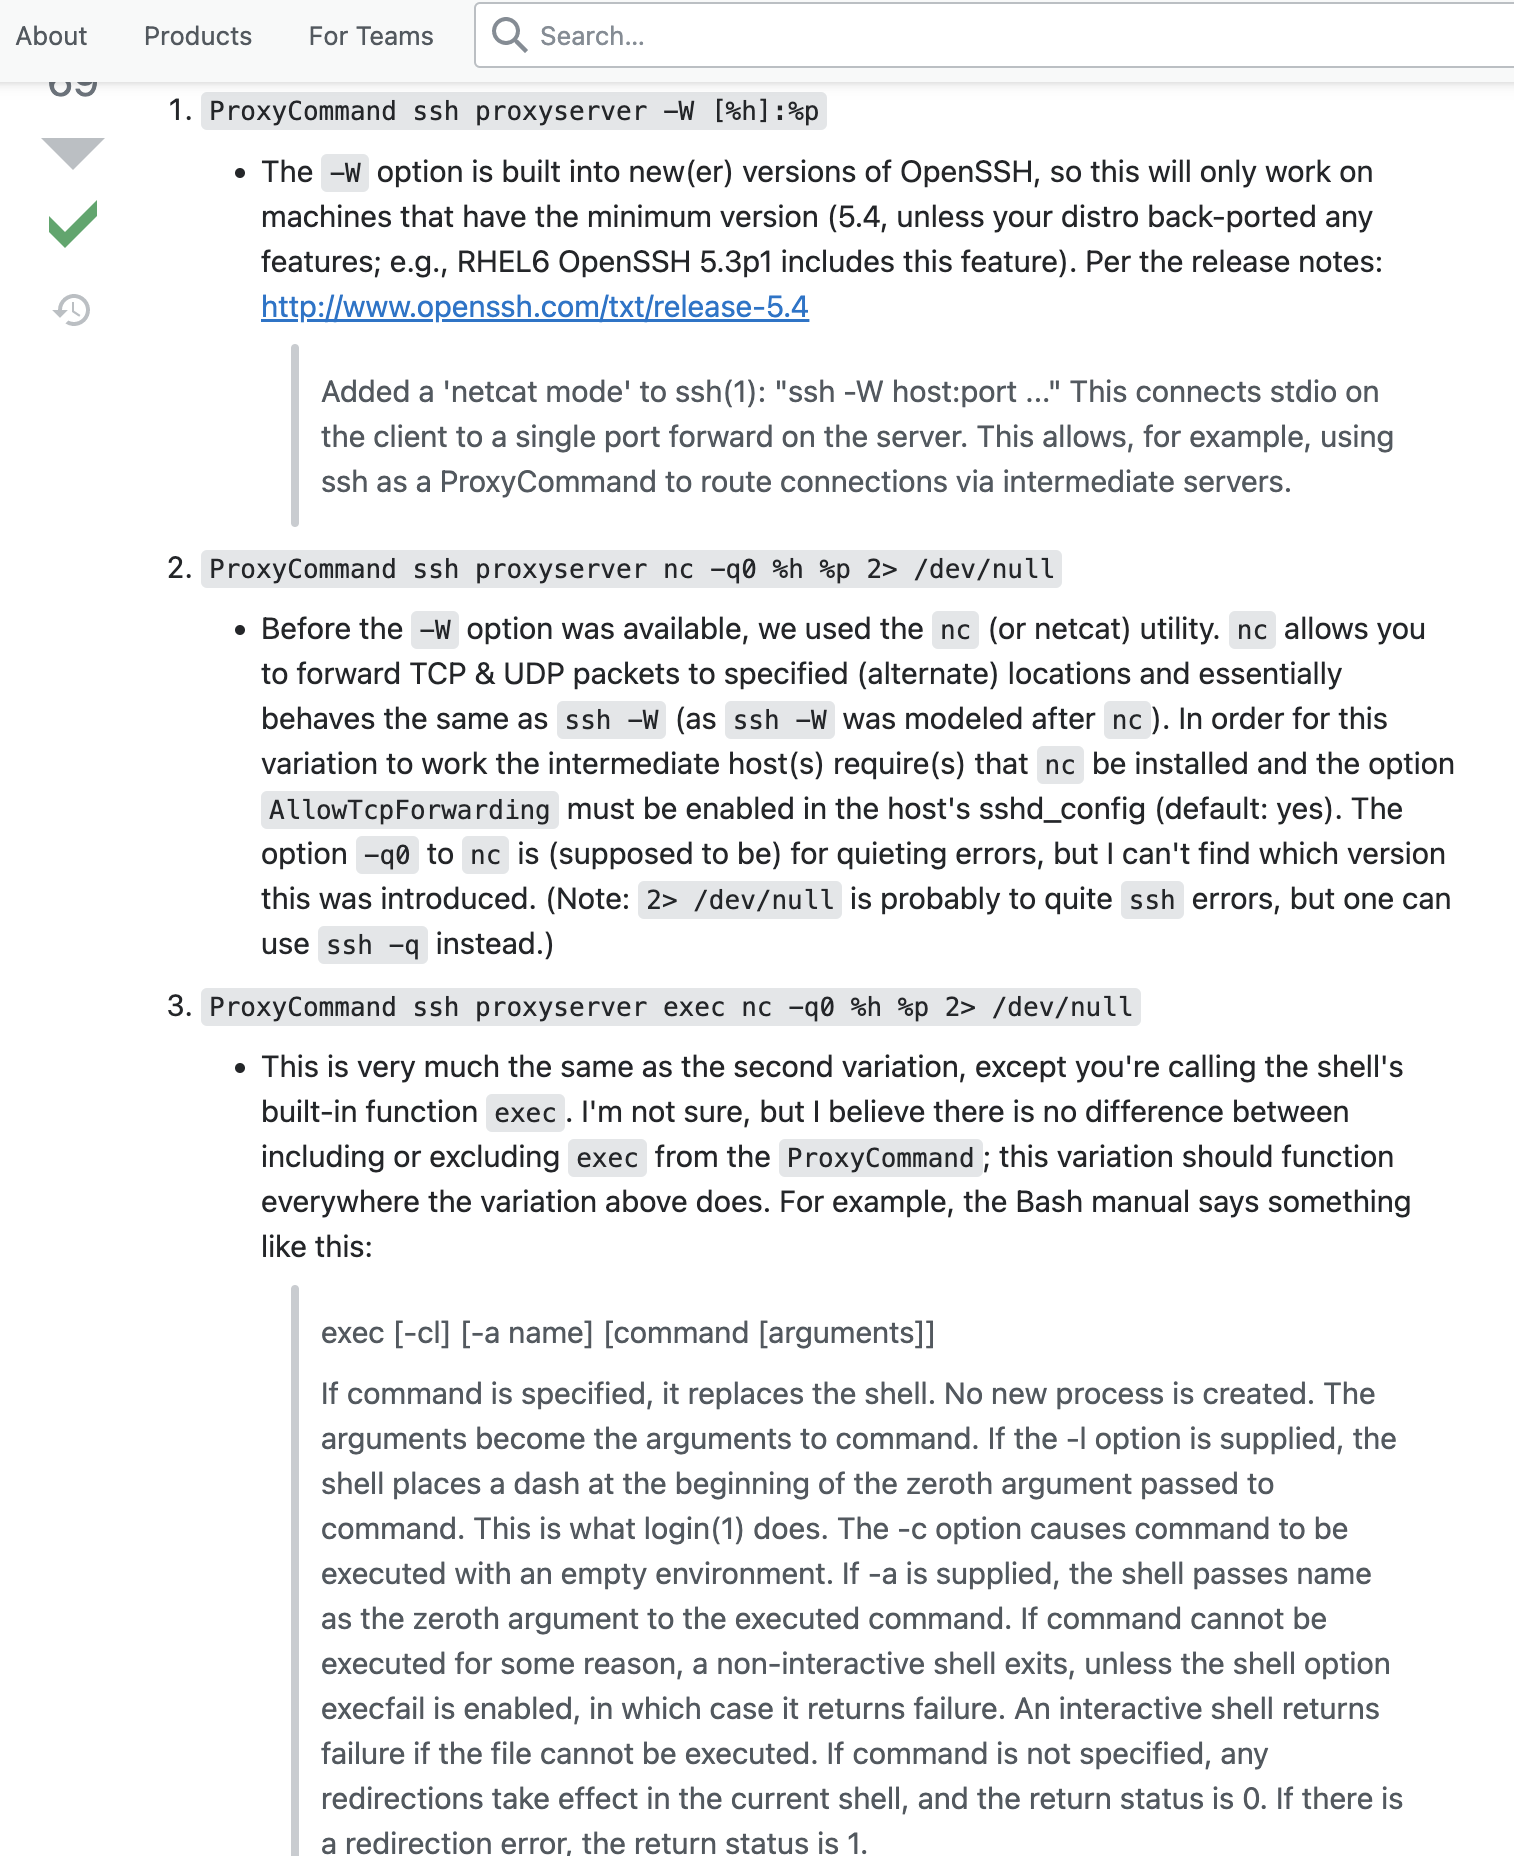 About Products For Teams Search...
69
1. ProxyCommand ssh proxyserver -W [%h]:%p
• The -W option is built into new(er) versions of OpenSSH, so this will only work on
machines that have the minimum version (5.4, unless your distro back-ported any
features; e.g., RHEL6 OpenSSH 5.3p1 includes this feature). Per the release notes:
http://www.openssh.com/txt/release-5.4
Added a 'netcat mode' to ssh(1): "ssh -W host:port ..." This connects stdio on
the client to a single port forward on the server. This allows, for example, using
ssh as a ProxyCommand to route connections via intermediate servers.
2. ProxyCommand ssh proxyserver nc -q0 %h %p 2> /dev/null
• Before the -W option was available, we used the nc (or netcat) utility. nc allows you
to forward TCP & UDP packets to specified (alternate) locations and essentially
behaves the same as ssh -W (as ssh -W was modeled after nc). In order for this
variation to work the intermediate host(s) require(s) that nc be installed and the option
AllowTcpForwarding must be enabled in the host's sshd_config (default: yes). The
option -q0 to nc is (supposed to be) for quieting errors, but I can't find which version
this was introduced. (Note: 2> /dev/null is probably to quite ssh errors, but one can
use ssh -q instead.)
3. ProxyCommand ssh proxyserver exec nc -q0 %h %p 2> /dev/null
• This is very much the same as the second variation, except you're calling the shell's
built-in function exec. I'm not sure, but I believe there is no difference between
including or excluding exec from the ProxyCommand; this variation should function
everywhere the variation above does. For example, the Bash manual says something
like this:
exec [-cl] [-a name] [command [arguments]]
If command is specified, it replaces the shell. No new process is created. The
arguments become the arguments to command. If the -l option is supplied, the
shell places a dash at the beginning of the zeroth argument passed to
command. This is what login(1) does. The -c option causes command to be
executed with an empty environment. If -a is supplied, the shell passes name
as the zeroth argument to the executed command. If command cannot be
executed for some reason, a non-interactive shell exits, unless the shell option
execfail is enabled, in which case it returns failure. An interactive shell returns
failure if the file cannot be executed. If command is not specified, any
redirections take effect in the current shell, and the return status is 0. If there is
a redirection error, the return status is 1.